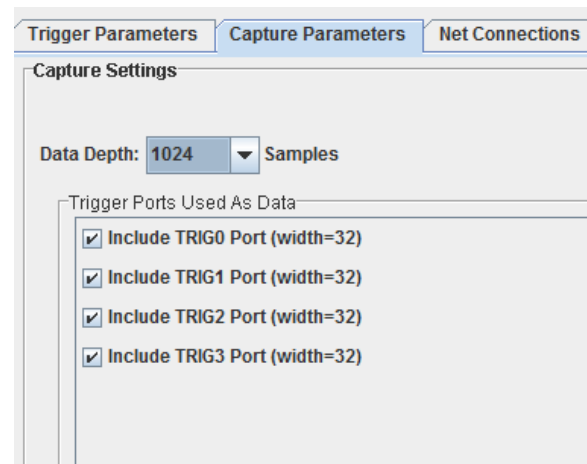 Trigger Parameters Capture Parameters Net Connections
Capture Settings
Data Depth: 1024 Samples
Trigger Ports Used As Data
Include TRIG0 Port (width=32)
Include TRIG1 Port (width=32)
Include TRIG2 Port (width=32)
Include TRIG3 Port (width=32)